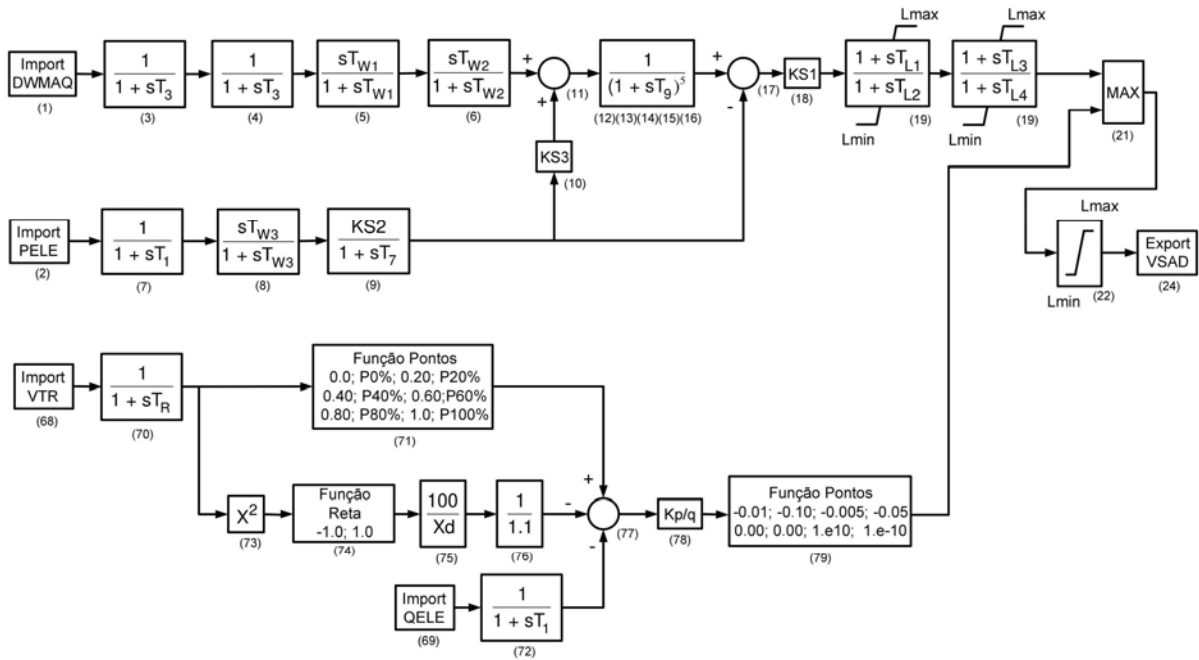 Import
DWMAQ
(1)
1
1 + sT3
(3)
1
1 + sT3
(4)
sTW1
1 + sTW1
(5)
sTW2
1 + sTW2
(6)
+
+
(11)
1
(1 + sT9)^5
(12)(13)(14)(15)(16)
+
-
(17)
KS1
(18)
Lmax
1 + sTL1
1 + sTL2
(19)
Lmin
Lmax
1 + sTL3
1 + sTL4
(19)
Lmin
MAX
(21)
KS3
(10)
Import
PELE
(2)
1
1 + sT1
(7)
sTW3
1 + sTW3
(8)
KS2
1 + sT7
(9)
Lmax
Lmin
(22)
Export
VSAD
(24)
Import
VTR
(68)
1
1 + sTR
(70)
Função Pontos
0.0; P0%; 0.20; P20%
0.40; P40%; 0.60;P60%
0.80; P80%; 1.0; P100%
(71)
X²
(73)
Função
Reta
-1.0; 1.0
(74)
100
Xd
(75)
1
1.1
(76)
+
-
-
(77)
Kp/q
(78)
Função Pontos
-0.01; -0.10; -0.005; -0.05
0.00; 0.00; 1.e10; 1.e-10
(79)
Import
QELE
(69)
1
1 + sT1
(72)